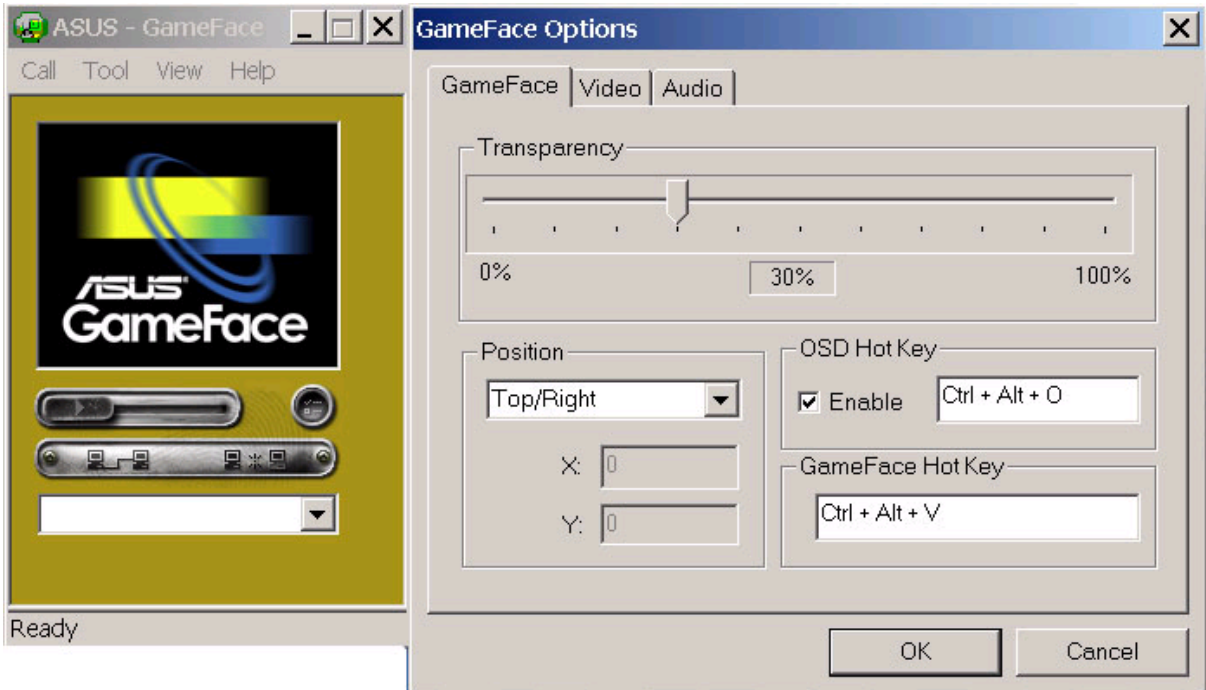 ASUS - GameFace
Call Tool View Help
ASUS
GameFace
Ready
GameFace Options
GameFace Video Audio
Transparency
0% 30% 100%
Position
Top/Right
X: 0
Y: 0
OSD Hot Key
Enable Ctrl + Alt + O
GameFace Hot Key
Ctrl + Alt + V
OK Cancel